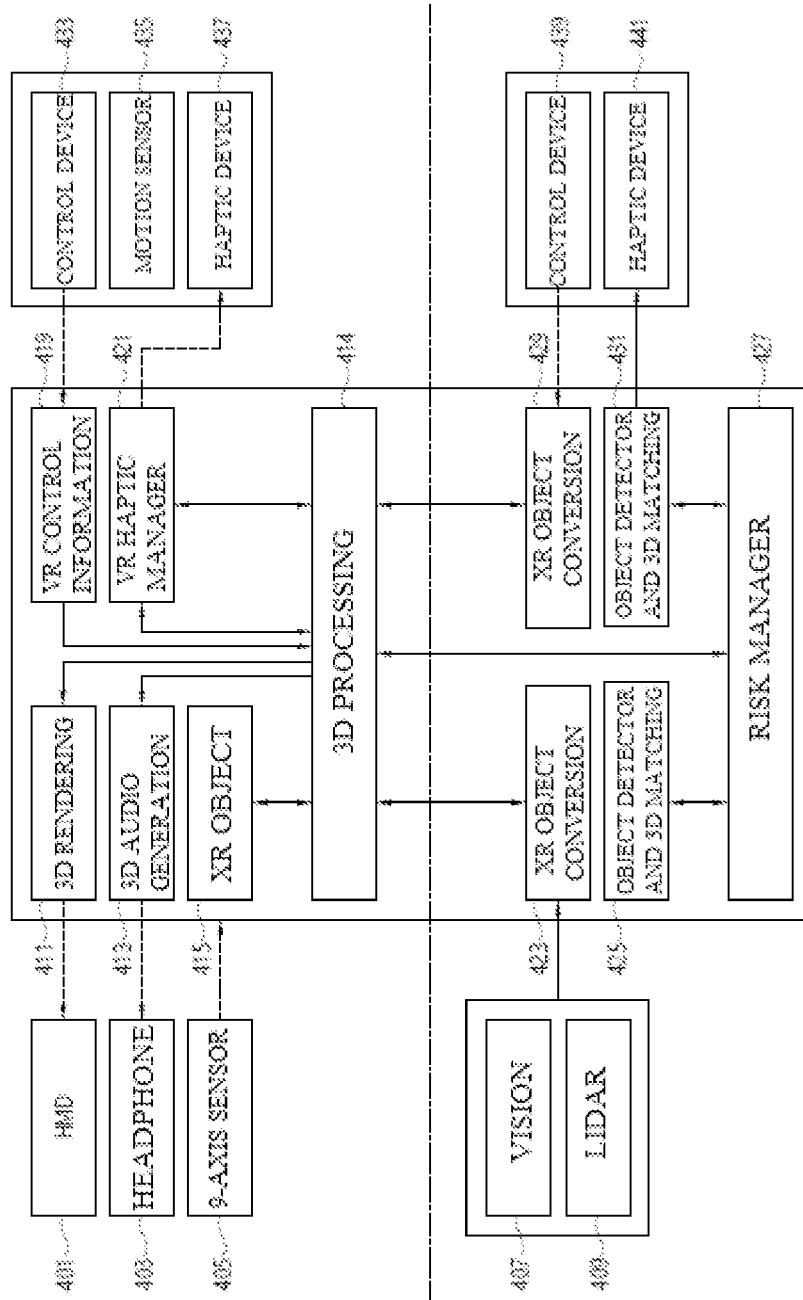 401
HMD
411
3D RENDERING
VR CONTROL
INFORMATION
419
CONTROL DEVICE
433
403
HEADPHONE
413
3D AUDIO
GENERATION
VR HAPTIC
MANAGER
421
MOTION SENSOR
435
405
9-AXIS SENSOR
415
XR OBJECT
HAPTIC DEVICE
437
3D PROCESSING
414
407
VISION
423
XR OBJECT
CONVERSION
XR OBJECT
CONVERSION
429
CONTROL DEVICE
439
409
LIDAR
425
OBJECT DETECTOR
AND 3D MATCHING
OBJECT DETECTOR
AND 3D MATCHING
431
HAPTIC DEVICE
441
RISK MANAGER
427